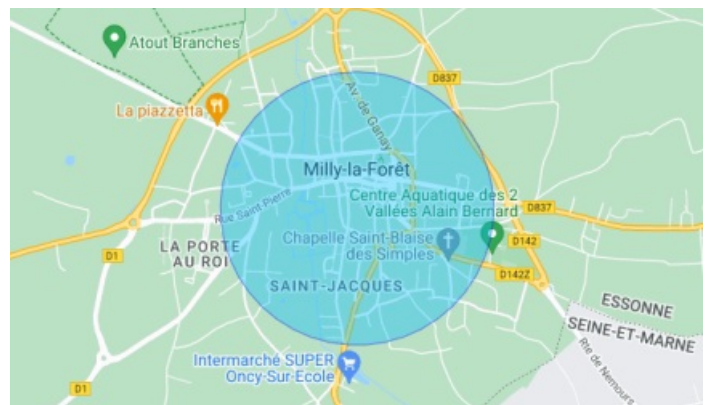 Atout Branches
D837
La piazzetta
Av. de Ganay
Milly-la-Forêt
Centre Aquatique des 2
Vallées Alain Bernard
D837
Rue Saint Pierre
Chapelle Saint-Blaise
des Simples
D142
LA PORTE
AU ROI
D1
D142Z
SAINT-JACQUES
ESSONNE
SEINE-ET-MARNE
Intermarché SUPER
Oncy-Sur-Ecole
Rte de Nemours
D1